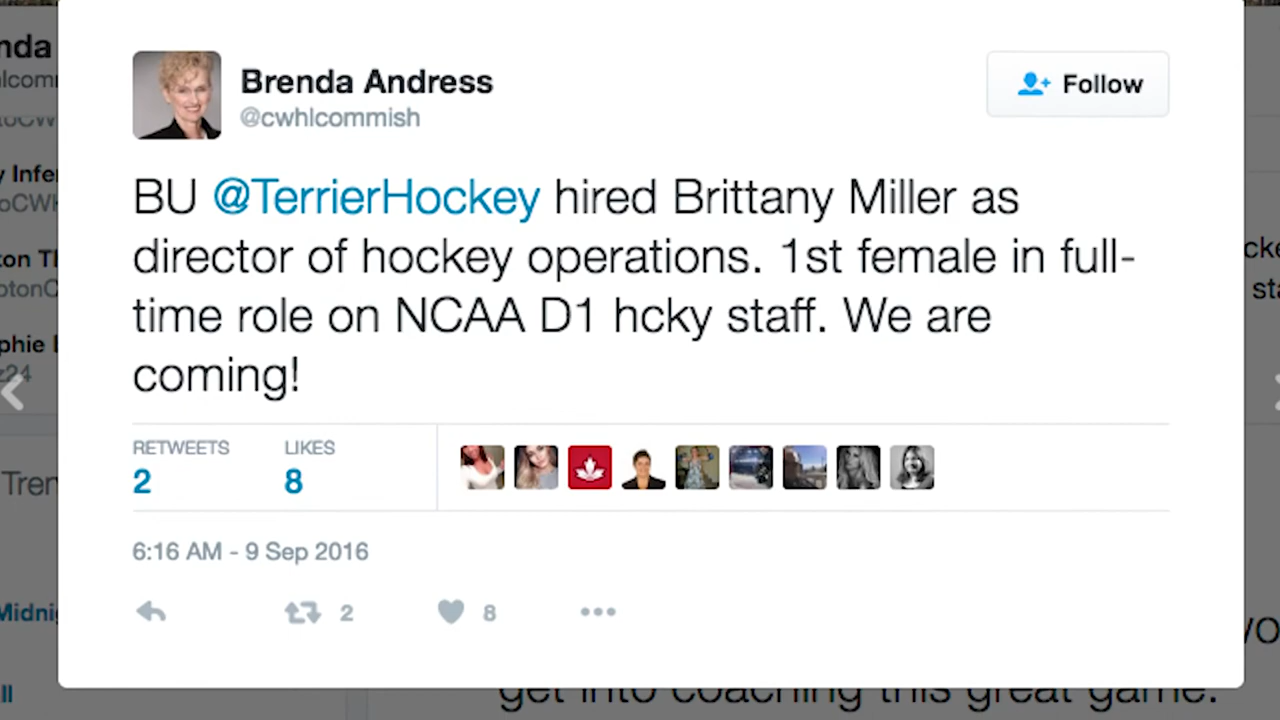 Brenda Andress
@cwhlcommish
Follow
BU @TerrierHockey hired Brittany Miller as
director of hockey operations. 1st female in full-
time role on NCAA D1 hcky staff. We are
coming!
RETWEETS
LIKES
2
8
6:16 AM - 9 Sep 2016
2
8
get into coaching this great game.